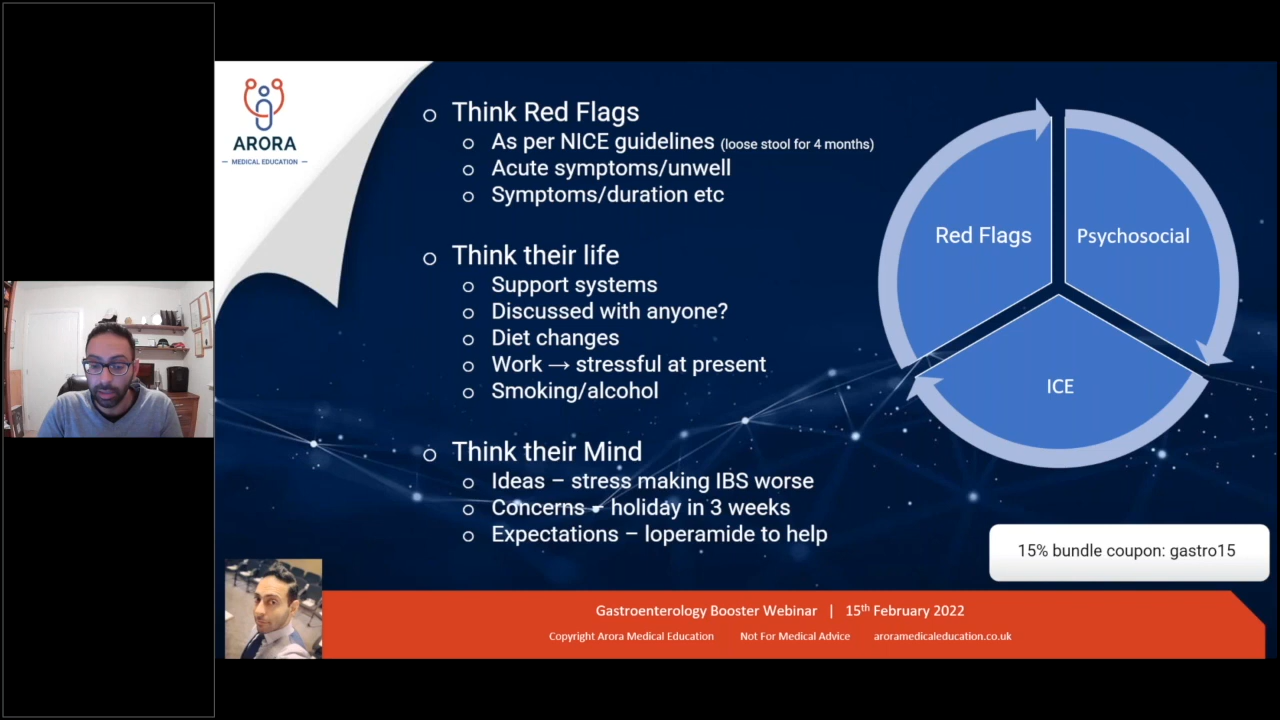 ARORA
— MEDICAL EDUCATION —
Think Red Flags
As per NICE guidelines (loose stool for 4 months)
Acute symptoms/unwell
Symptoms/duration etc
Think their life
Support systems
Discussed with anyone?
Diet changes
Work → stressful at present
Smoking/alcohol
Think their Mind
Ideas – stress making IBS worse
Concerns – holiday in 3 weeks
Expectations – loperamide to help
Red Flags
Psychosocial
ICE
15% bundle coupon: gastro15
Gastroenterology Booster Webinar | 15th February 2022
Copyright Arora Medical Education Not For Medical Advice aroramedicaleducation.co.uk